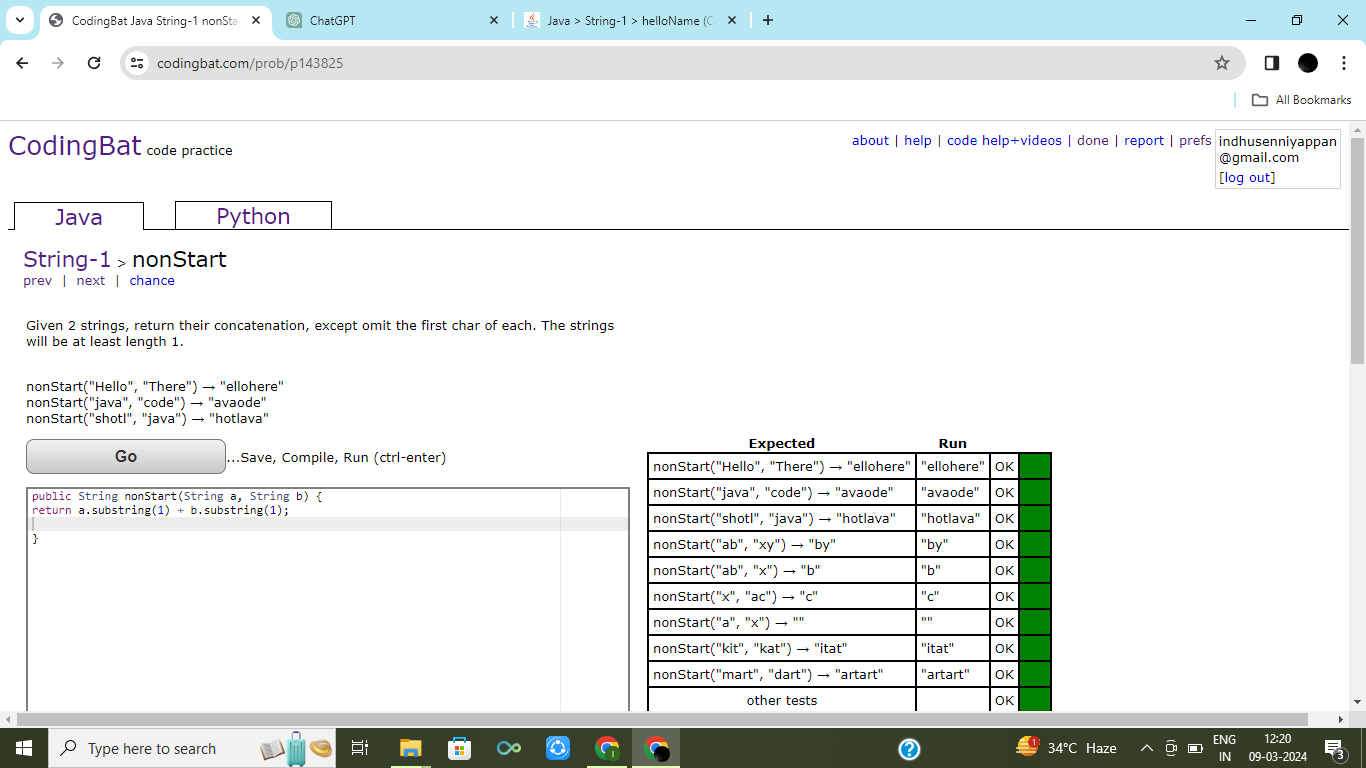 CodingBat Java String-1 nonSta
ChatGPT
Java > String-1 > helloName (C
codingbat.com/prob/p143825
All Bookmarks
CodingBat code practice
about | help | code help+videos | done | report | prefs
indhusenniyappan
@gmail.com
[log out]
Java
Python
String-1 > nonStart
prev | next | chance
Given 2 strings, return their concatenation, except omit the first char of each. The strings
will be at least length 1.
nonStart("Hello", "There") → "ellohere"
nonStart("java", "code") → "avaode"
nonStart("shotl", "java") → "hotlava"
Go
...Save, Compile, Run (ctrl-enter)
public String nonStart(String a, String b) {
return a.substring(1) + b.substring(1);
}
Expected Run
nonStart("Hello", "There") → "ellohere" "ellohere" OK
nonStart("java", "code") → "avaode" "avaode" OK
nonStart("shotl", "java") → "hotlava" "hotlava" OK
nonStart("ab", "xy") → "by" "by" OK
nonStart("ab", "x") → "b" "b" OK
nonStart("x", "ac") → "c" "c" OK
nonStart("a", "x") → "" "" OK
nonStart("kit", "kat") → "itat" "itat" OK
nonStart("mart", "dart") → "artart" "artart" OK
other tests OK
Type here to search
1
34°C Haze
ENG
IN
12:20
09-03-2024
3